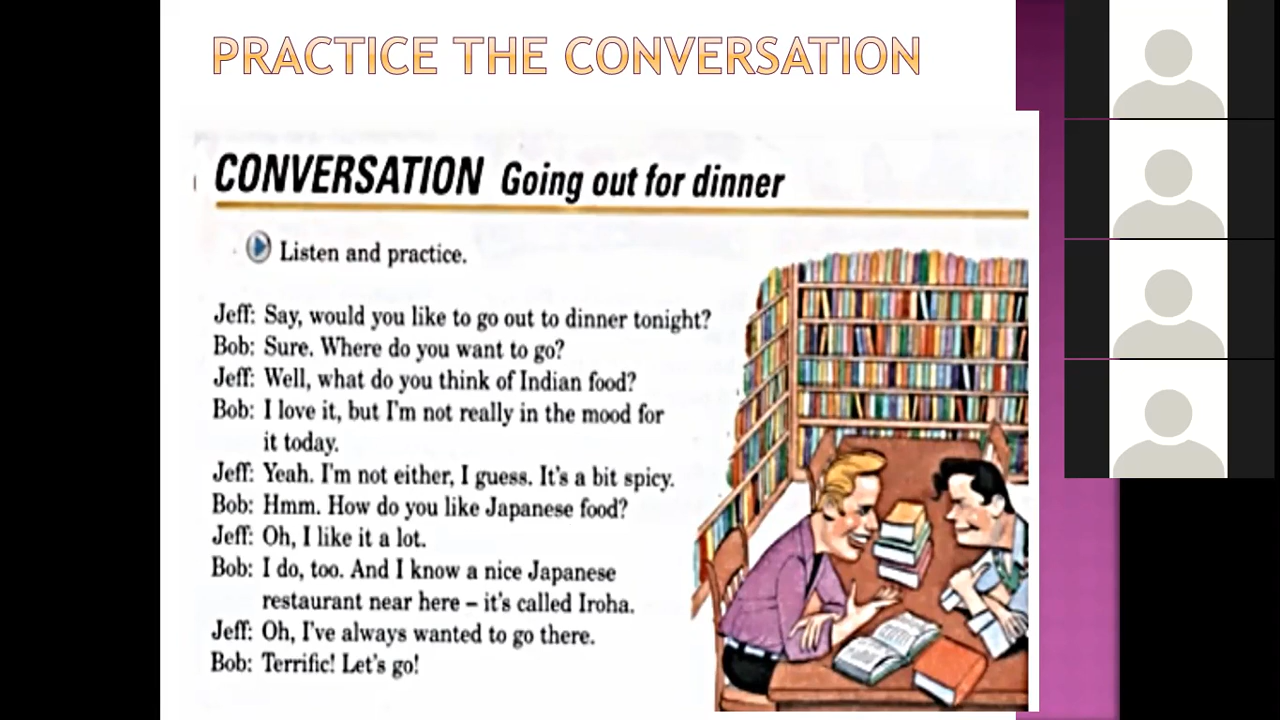 PRACTICE THE CONVERSATION
CONVERSATION Going out for dinner
Listen and practice.
Jeff: Say, would you like to go out to dinner tonight?
Bob: Sure. Where do you want to go?
Jeff: Well, what do you think of Indian food?
Bob: I love it, but I'm not really in the mood for
it today.
Jeff: Yeah. I'm not either, I guess. It's a bit spicy.
Bob: Hmm. How do you like Japanese food?
Jeff: Oh, I like it a lot.
Bob: I do, too. And I know a nice Japanese
restaurant near here – it's called Iroha.
Jeff: Oh, I've always wanted to go there.
Bob: Terrific! Let's go!